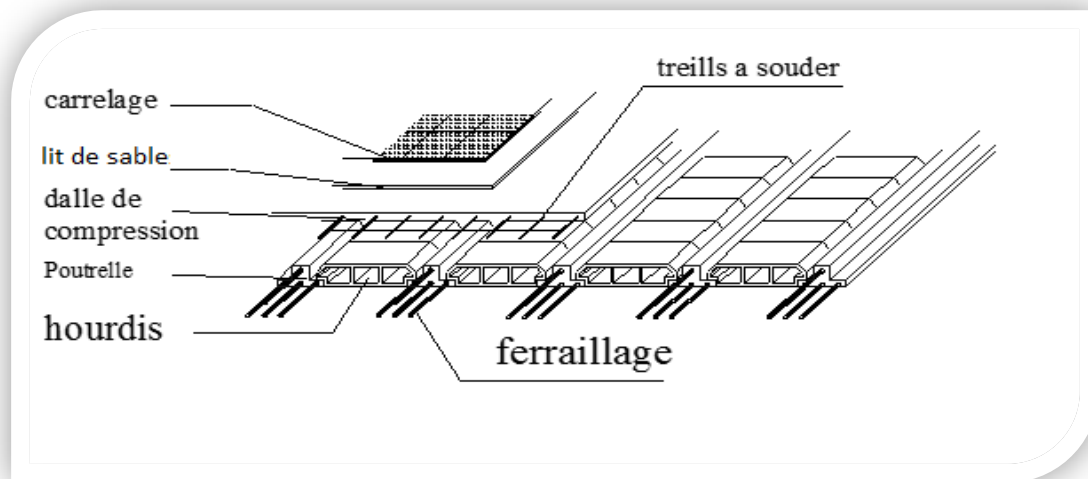 treills a souder
carrelage
lit de sable
dalle de
compression
Poutrelle
hourdis
ferraillage